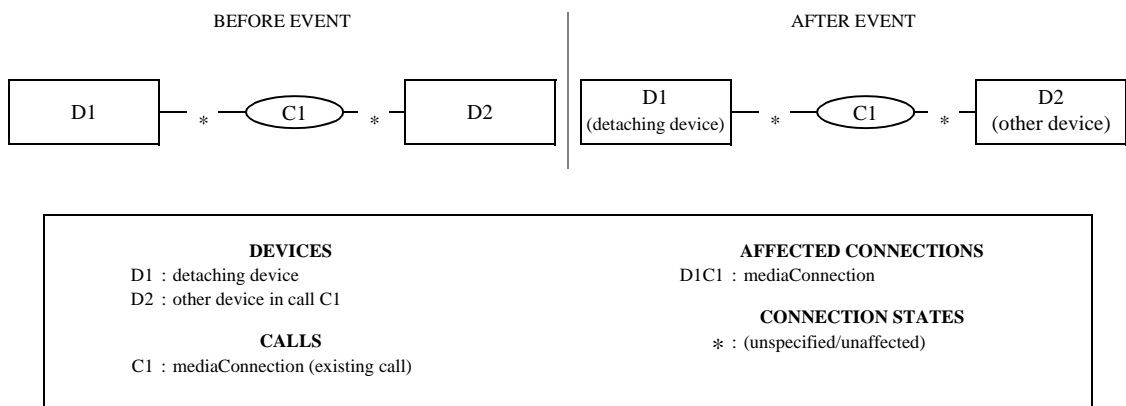 BEFORE EVENT
AFTER EVENT
D1
*
C1
*
D2
D1
(detaching device)
*
C1
*
D2
(other device)
DEVICES
D1 : detaching device
D2 : other device in call C1
CALLS
C1 : mediaConnection (existing call)
AFFECTED CONNECTIONS
D1C1 : mediaConnection
CONNECTION STATES
* : (unspecified/unaffected)